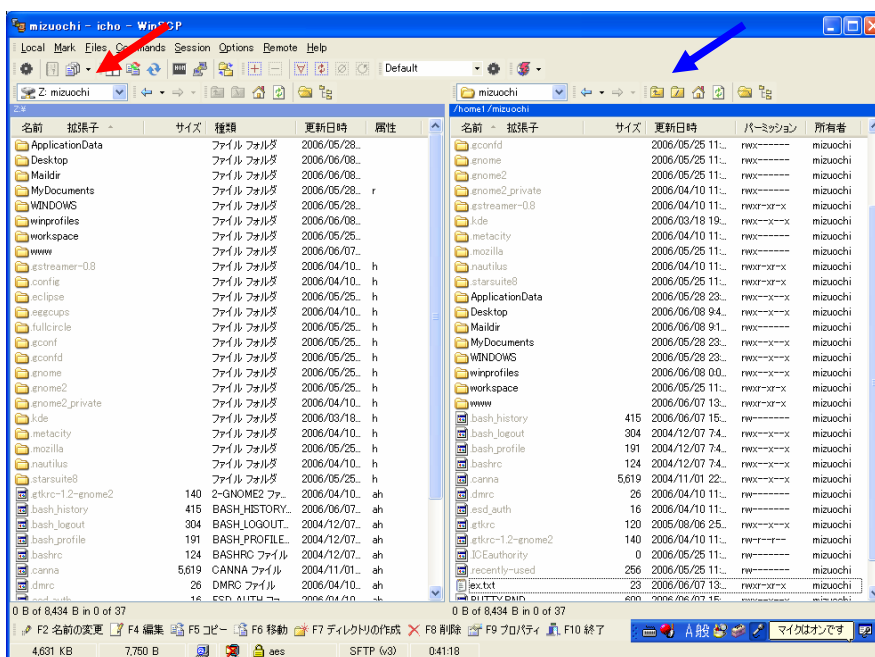 mizuochi - icho - WinSCP
Local Mark Files Commands Session Options Remote Help
Default
Z: mizuochi mizuochi
Z:¥ /home1/mizuochi
名前 拡張子 サイズ 種類 更新日時 属性 名前 拡張子 サイズ 更新日時 パーミッション 所有者
ApplicationData ファイル フォルダ 2006/05/28... .gconfd 2006/05/25 11:... rwx------ mizuochi
Desktop ファイル フォルダ 2006/06/08... .gnome 2006/05/25 11:... rwx------ mizuochi
Maildir ファイル フォルダ 2006/06/08... .gnome2 2006/05/25 11:... rwx------ mizuochi
MyDocuments ファイル フォルダ 2006/05/28... r .gnome2_private 2006/04/10 11:... rwx------ mizuochi
WINDOWS ファイル フォルダ 2006/05/28... .gstreamer-0.8 2006/04/10 11:... rwxr-xr-x mizuochi
winprofiles ファイル フォルダ 2006/06/08... .kde 2006/03/18 19:... rwx--x--x mizuochi
workspace ファイル フォルダ 2006/05/25... .metacity 2006/04/10 11:... rwx------ mizuochi
www ファイル フォルダ 2006/06/07... .mozilla 2006/05/25 11:... rwx------ mizuochi
.gstreamer-0.8 ファイル フォルダ 2006/04/10... h .nautilus 2006/04/10 11:... rwxr-xr-x mizuochi
.config ファイル フォルダ 2006/04/10... h .starsuite8 2006/05/25 11:... rwxr-xr-x mizuochi
.eclipse ファイル フォルダ 2006/05/25... h ApplicationData 2006/05/28 23:... rwx--x--x mizuochi
.eggcups ファイル フォルダ 2006/04/10... h Desktop 2006/06/08 9:4... rwx--x--x mizuochi
.fullcircle ファイル フォルダ 2006/05/25... h Maildir 2006/06/08 9:1... rwx------ mizuochi
.gconf ファイル フォルダ 2006/05/25... h MyDocuments 2006/05/28 23:... rwx--x--x mizuochi
.gconfd ファイル フォルダ 2006/05/25... h WINDOWS 2006/05/28 23:... rwx--x--x mizuochi
.gnome ファイル フォルダ 2006/05/25... h winprofiles 2006/06/08 0:0... rwx--x--x mizuochi
.gnome2 ファイル フォルダ 2006/05/25... h workspace 2006/05/25 11:... rwxr-xr-x mizuochi
.gnome2_private ファイル フォルダ 2006/04/10... h www 2006/06/07 13:... rwxr-xr-x mizuochi
.kde ファイル フォルダ 2006/03/18... h .bash_history 415 2006/06/07 15:... rw------- mizuochi
.metacity ファイル フォルダ 2006/04/10... h .bash_logout 304 2004/12/07 7:4... rwx--x--x mizuochi
.mozilla ファイル フォルダ 2006/05/25... h .bash_profile 191 2004/12/07 7:4... rwx--x--x mizuochi
.nautilus ファイル フォルダ 2006/04/10... h .bashrc 124 2004/12/07 7:4... rwx--x--x mizuochi
.starsuite8 ファイル フォルダ 2006/05/25... h .canna 5,619 2004/11/01 22:... rwx--x--x mizuochi
.gtkrc-1.2-gnome2 140 2-GNOME2 ファ... 2006/04/10... ah .dmrc 26 2006/04/10 11:... rw------- mizuochi
.bash_history 415 BASH_HISTORY... 2006/06/07... ah .esd_auth 16 2006/04/10 11:... rw------- mizuochi
.bash_logout 304 BASH_LOGOUT... 2004/12/07... ah .gtkrc 120 2005/08/06 25... rwx--x--x mizuochi
.bash_profile 191 BASH_PROFILE... 2004/12/07... ah .gtkrc-1.2-gnome2 140 2006/04/10 11:... rw-r--r-- mizuochi
.bashrc 124 BASHRC ファイル 2004/12/07... ah .ICEauthority 0 2006/05/25 11:... rw------- mizuochi
.canna 5,619 CANNA ファイル 2004/11/01... ah .recently-used 256 2006/05/25 11:... rw------- mizuochi
.dmrc 26 DMRC ファイル 2006/04/10... ah ex.txt 23 2006/06/07 13:... rwxr-xr-x mizuochi
0 B of 8,434 B in 0 of 37 0 B of 8,434 B in 0 of 37
F2 名前の変更 F4 編集 F5 コピー F6 移動 F7 ディレクトリの作成 F8 削除 F9 プロパティ F10 終了 A 般 マイクはオンです
4,631 KB 7,750 B aes SFTP (v3) 0:41:18